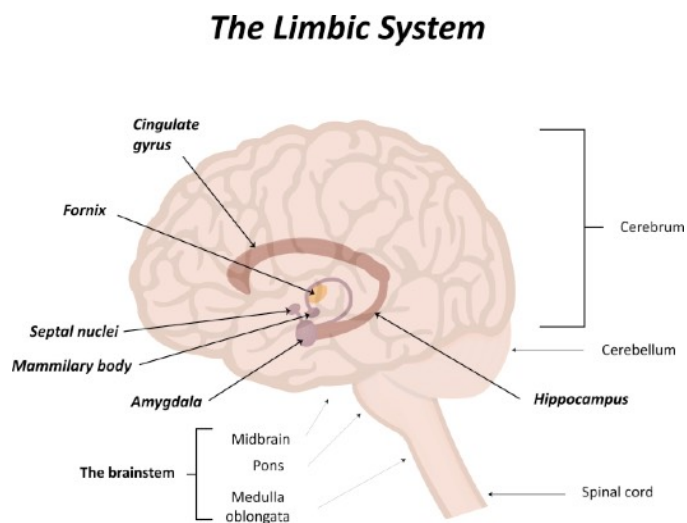 The Limbic System
Cingulate
gyrus
Fornix
Cerebrum
Septal nuclei
Mammilary body
Cerebellum
Amygdala
Hippocampus
Midbrain
The brainstem
Pons
Medulla
oblongata
Spinal cord